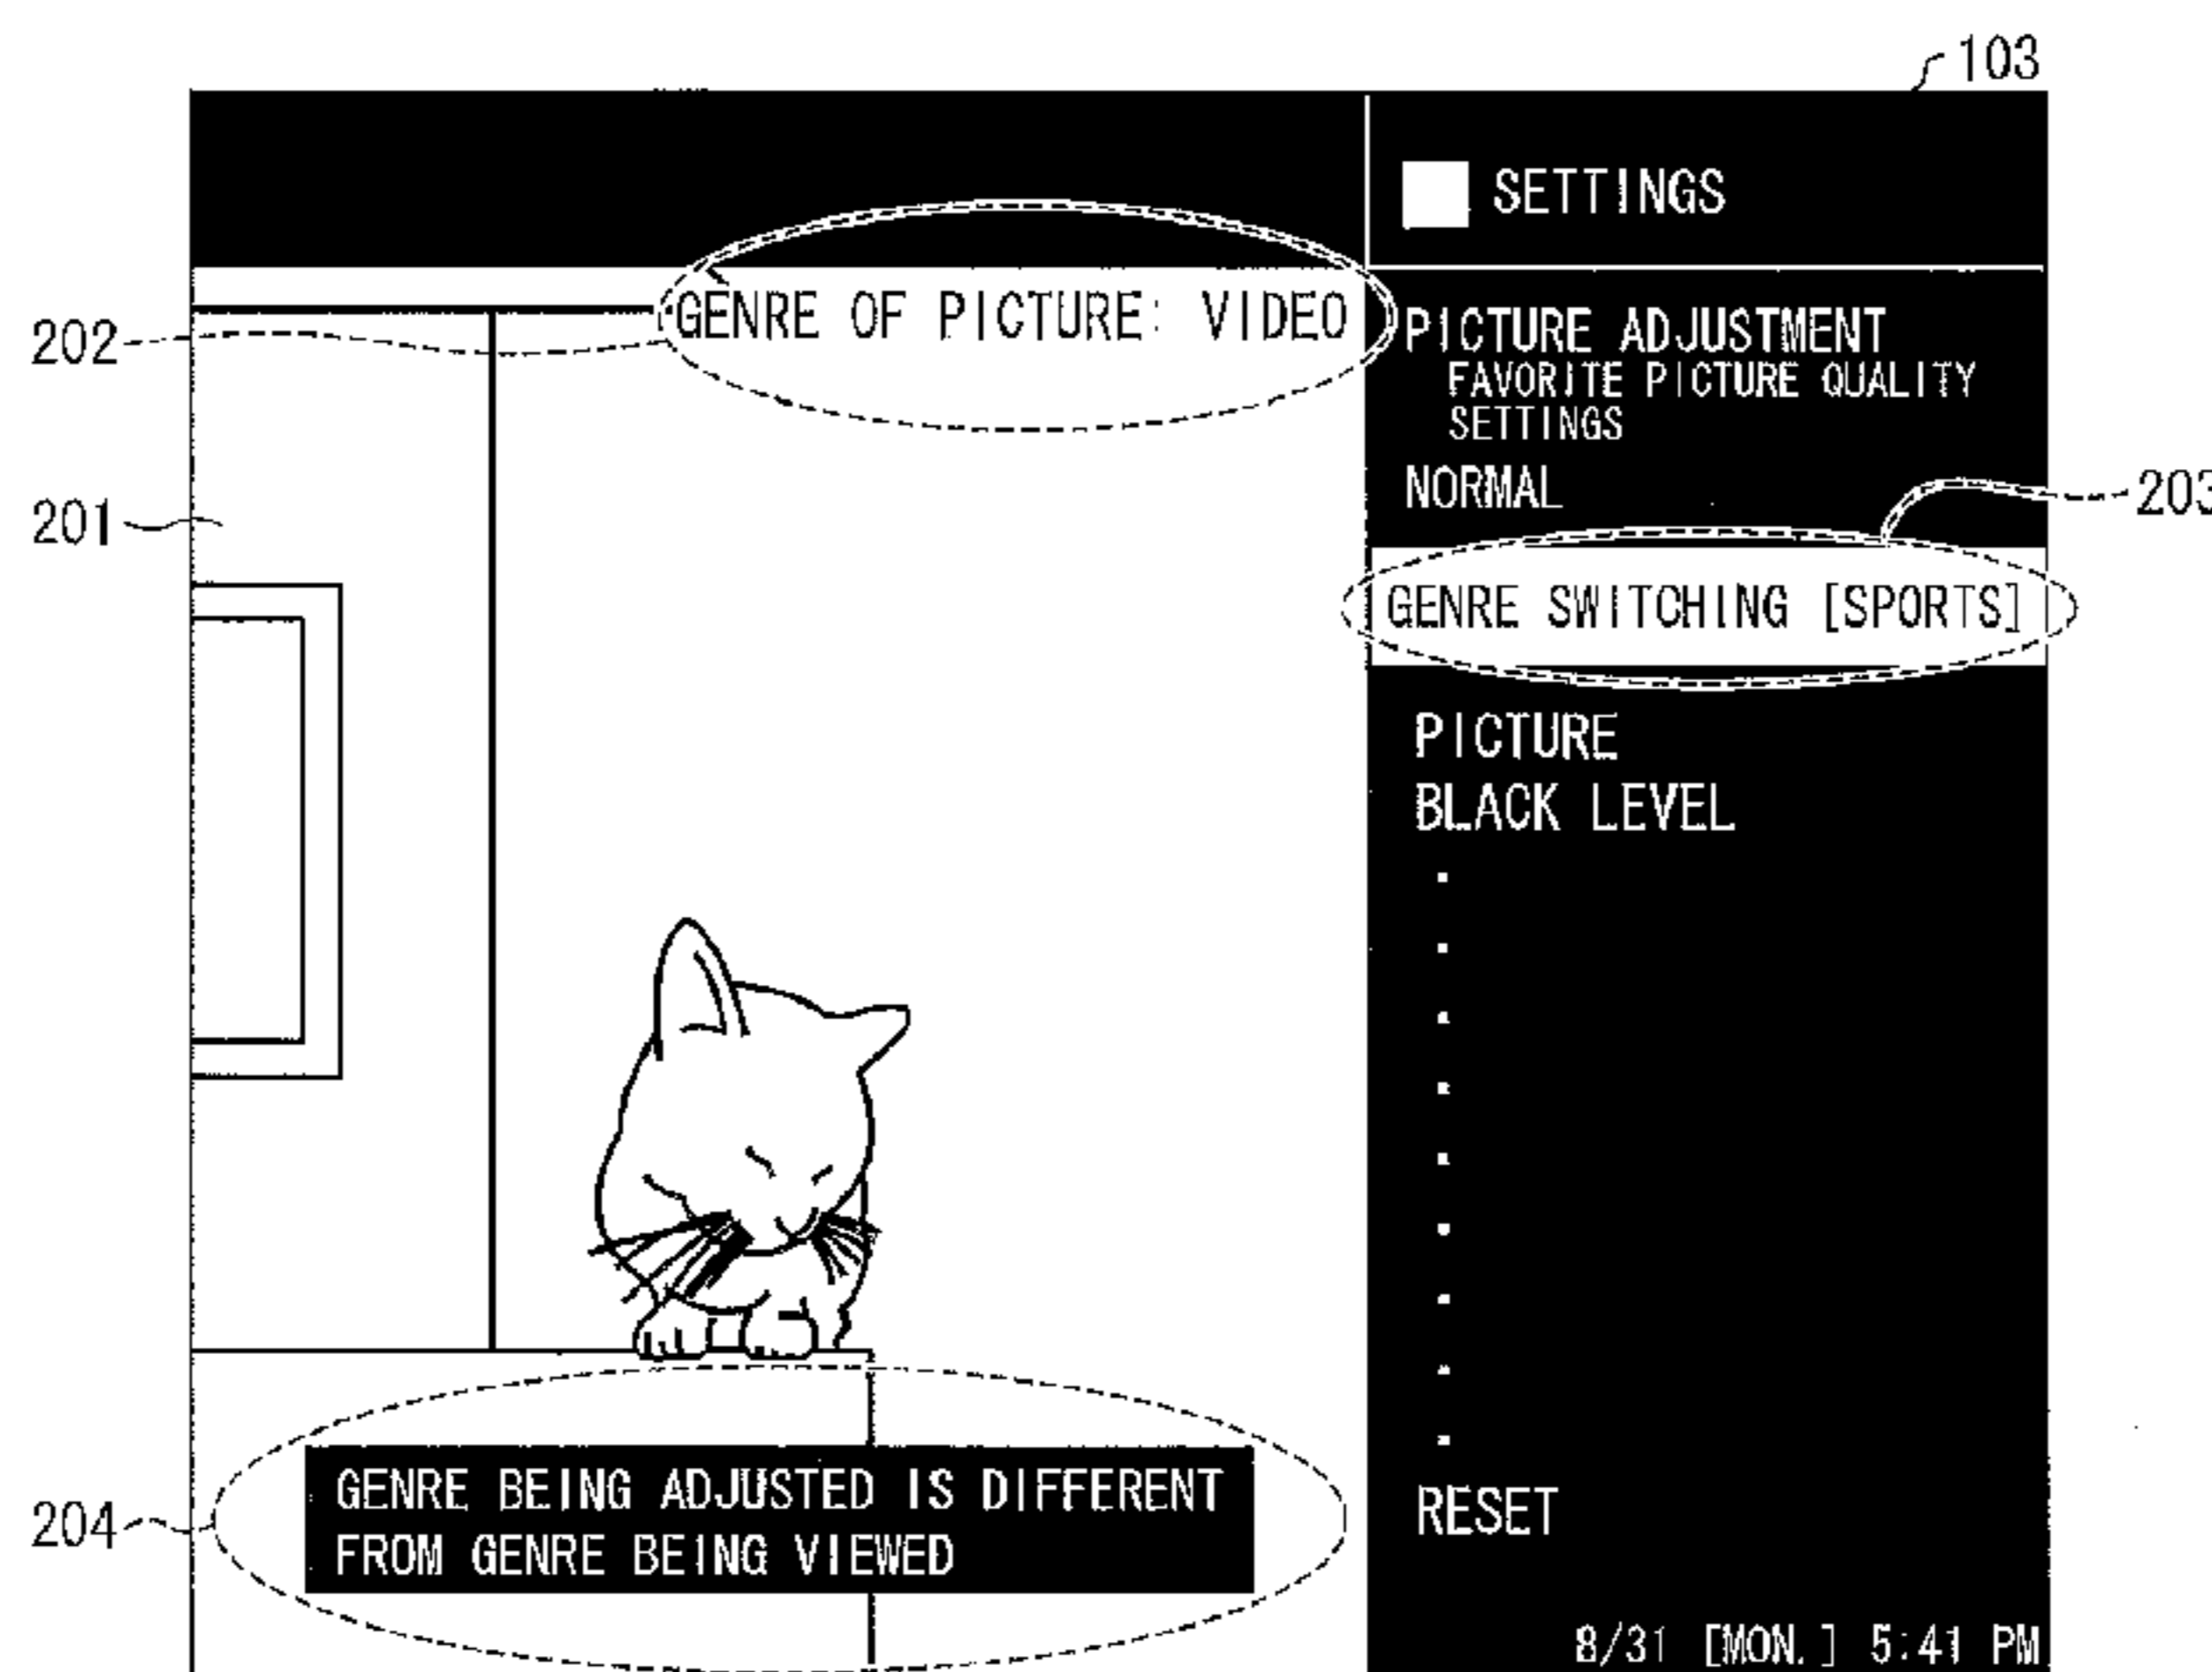 103
SETTINGS
202
GENRE OF PICTURE: VIDEO
PICTURE ADJUSTMENT
FAVORITE PICTURE QUALITY
SETTINGS
NORMAL
201
203
GENRE SWITCHING [SPORTS]
PICTURE
BLACK LEVEL
204
GENRE BEING ADJUSTED IS DIFFERENT
FROM GENRE BEING VIEWED
RESET
8/31 [MON.] 5:41 PM